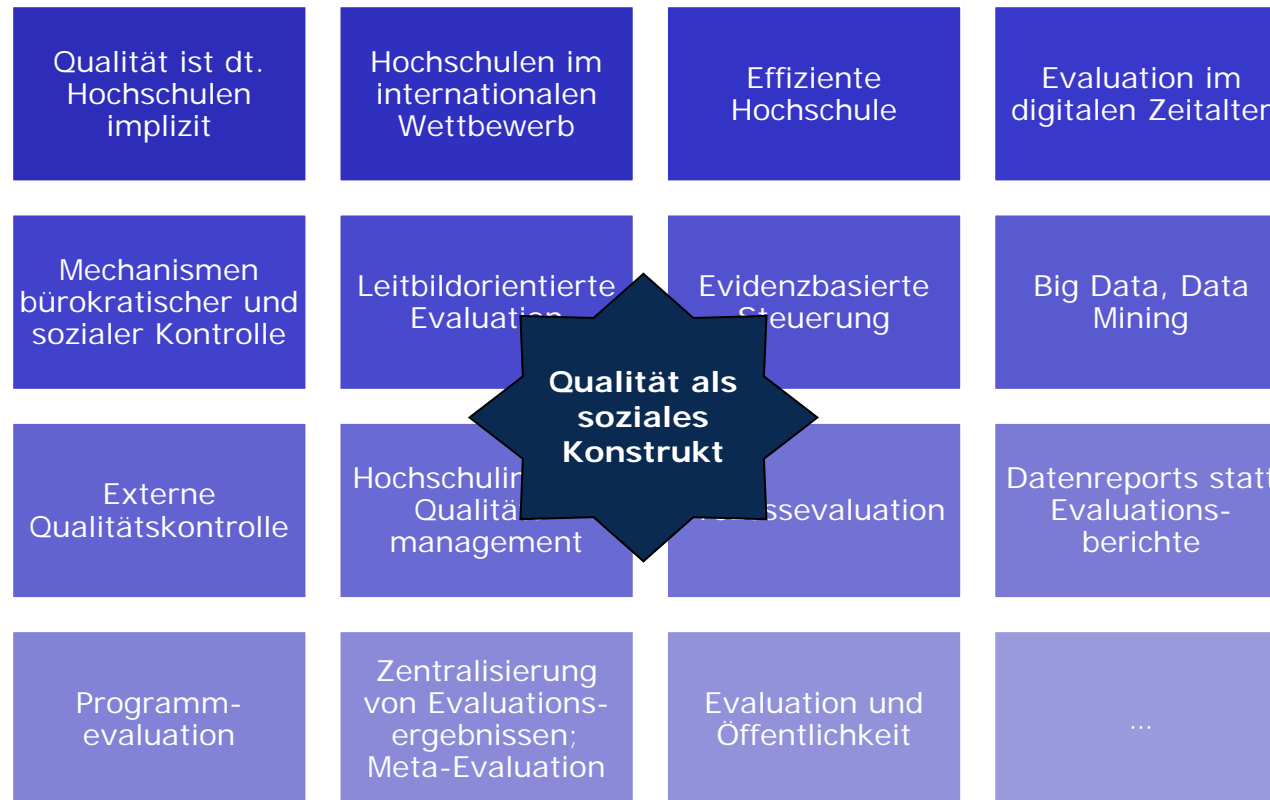 Qualität ist dt.
Hochschulen
implizit
Hochschulen im
internationalen
Wettbewerb
Effiziente
Hochschule
Evaluation im
digitalen Zeitalter
Mechanismen
bürokratischer und
sozialer Kontrolle
Leitbildorientierte
Evaluation
Evidenzbasierte
Steuerung
Big Data, Data
Mining
Qualität als
soziales
Konstrukt
Externe
Qualitätskontrolle
management
Datenreports statt
Evaluations-
berichte
Programm-
evaluation
Zentralisierung
von Evaluations-
ergebnissen;
Meta-Evaluation
Evaluation und
Öffentlichkeit
...